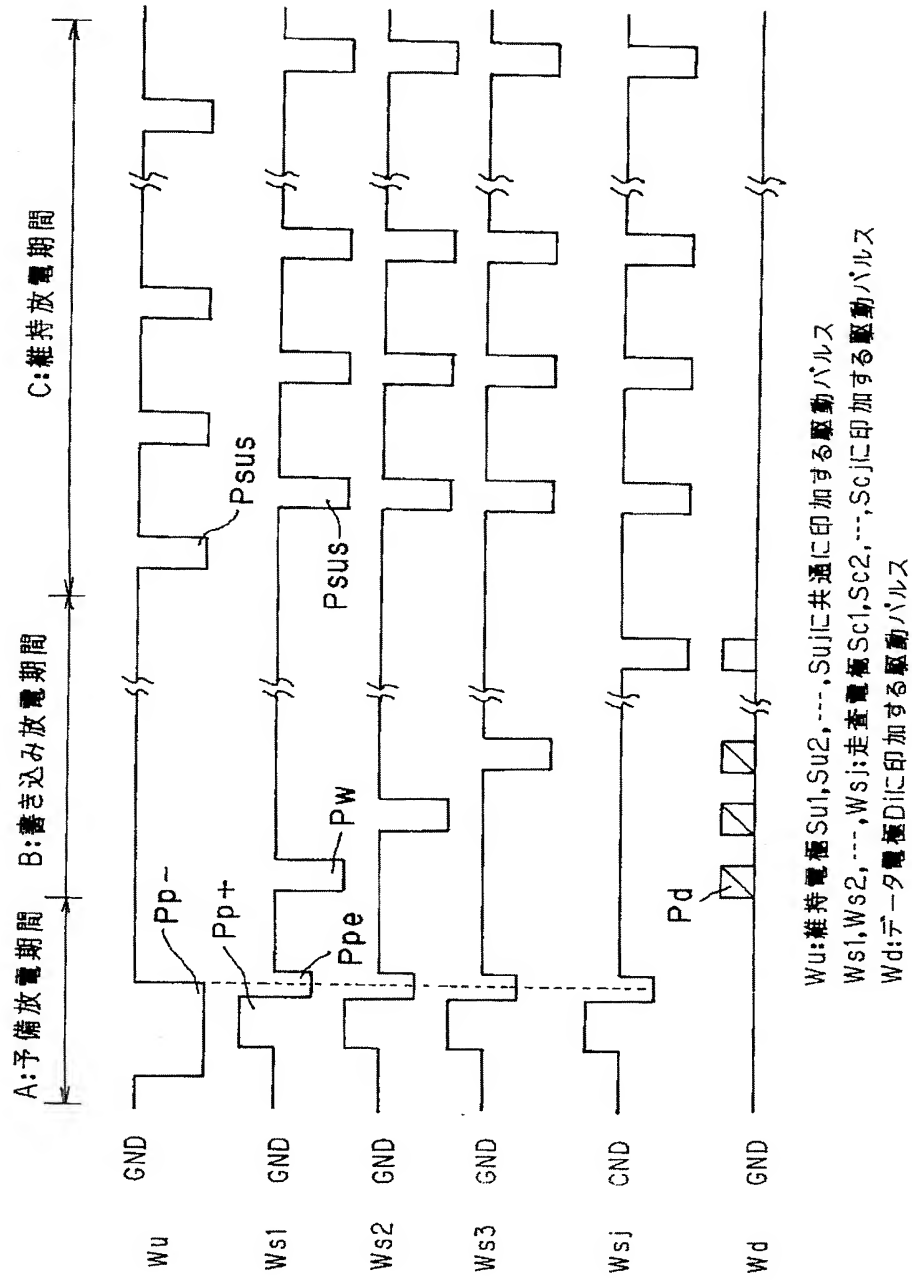 A:予備放電期間
B:書き込み放電期間
C:維持放電期間
Wu
GND
Pp-
Psus
Ws1
GND
Pp+
Ppe
Pw
Psus
Ws2
GND
Ws3
GND
Wsj
CND
Wd
GND
Pd
Wu:維持電極Su1,Su2,---,Sujに共通に印加する駆動パルス
Ws1,Ws2,---,Wsj:走査電極Sc1,Sc2,---,Scjに印加する駆動パルス
Wd:データ電極Diに印加する駆動パルス